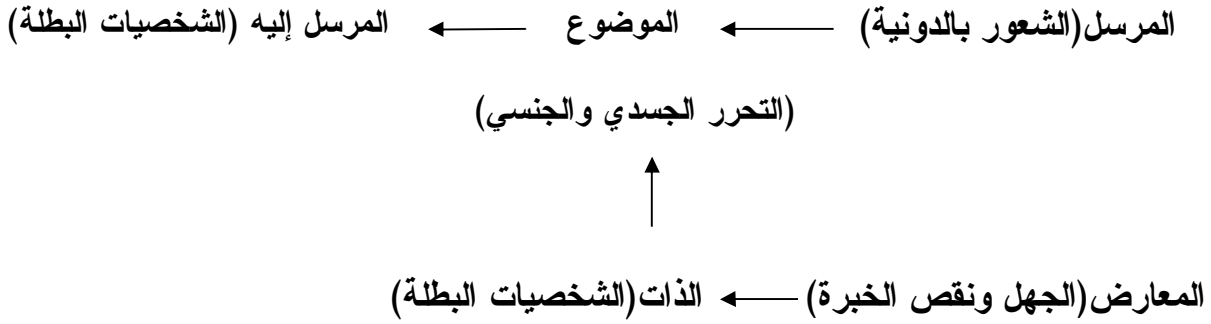 المرسل(الشعور بالدونية) الموضوع المرسل إليه (الشخصيات البطلة)
(التحرر الجسدي والجنسي)
المعارض(الجهل ونقص الخبرة) الذات(الشخصيات البطلة)